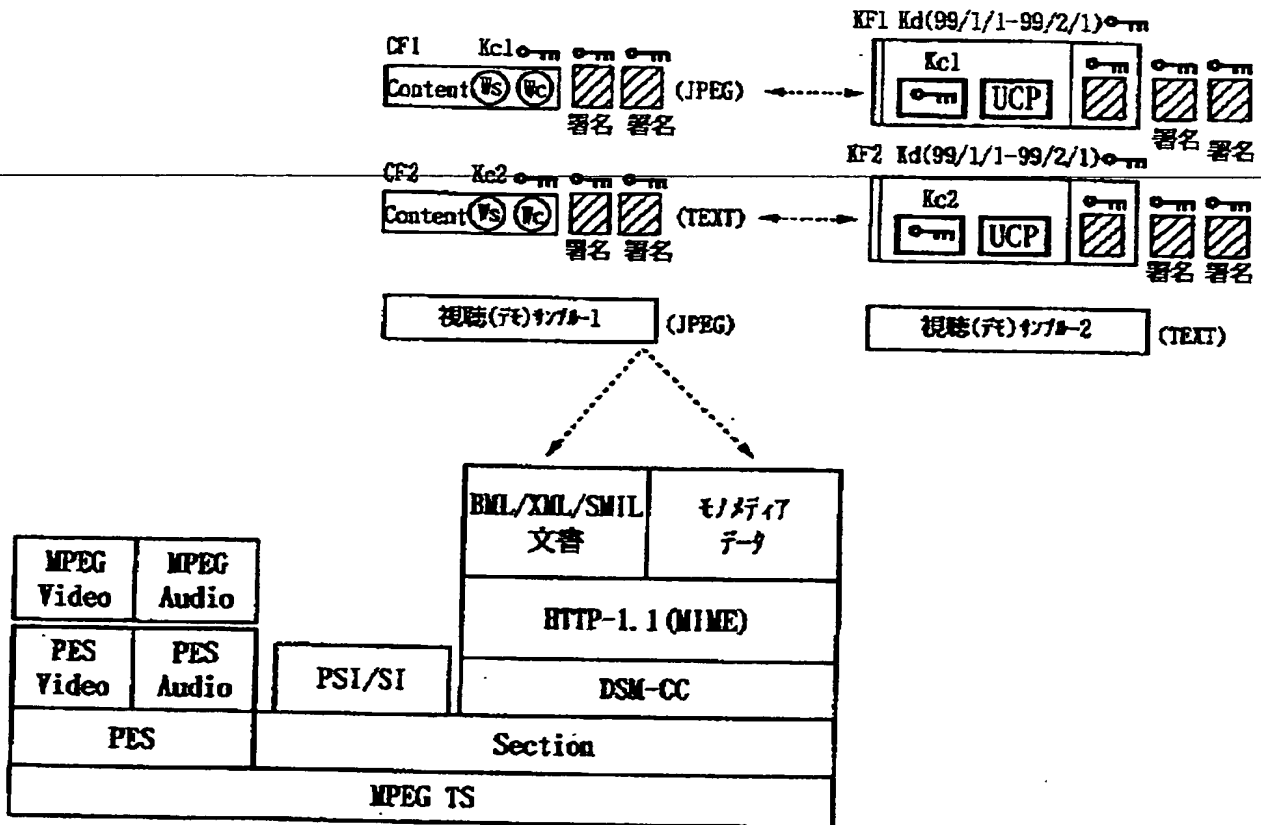 CF1 Kc1
Content Ws Wc (JPEG)
署名 署名
KF1 Kd(99/1/1-99/2/1)
Kc1
UCP
署名 署名
CF2 Kc2
Content Ws Wc (TEXT)
署名 署名
KF2 Kd(99/1/1-99/2/1)
Kc2
UCP
署名 署名
視聴(デモ)サンプル-1 (JPEG)
視聴(デモ)サンプル-2 (TEXT)
BML/XML/SMIL
文書
モノメディア
データ
HTTP-1.1(MIME)
DSM-CC
MPEG
Video
MPEG
Audio
PES
Video
PES
Audio
PSI/SI
PES
Section
MPEG TS